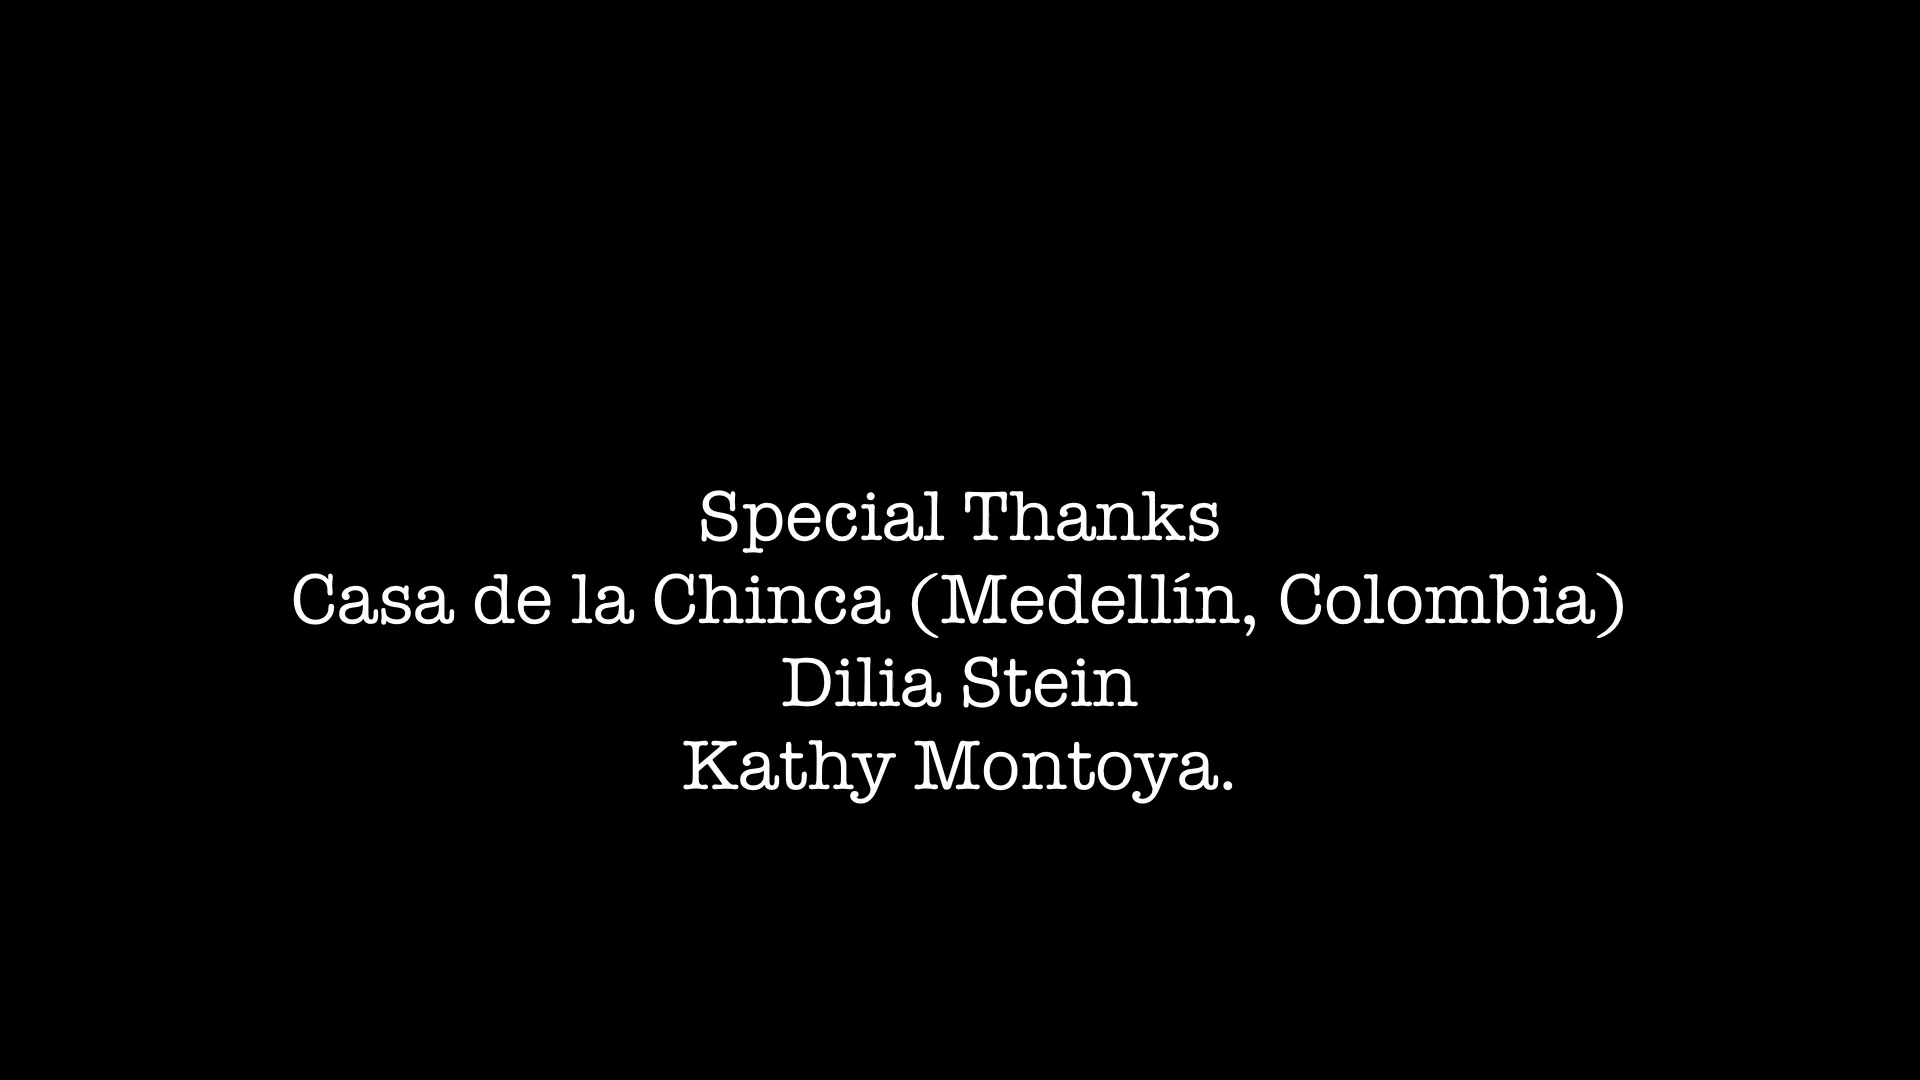 Special Thanks
Casa de la Chinca (Medellín, Colombia)
Dilia Stein
Kathy Montoya.